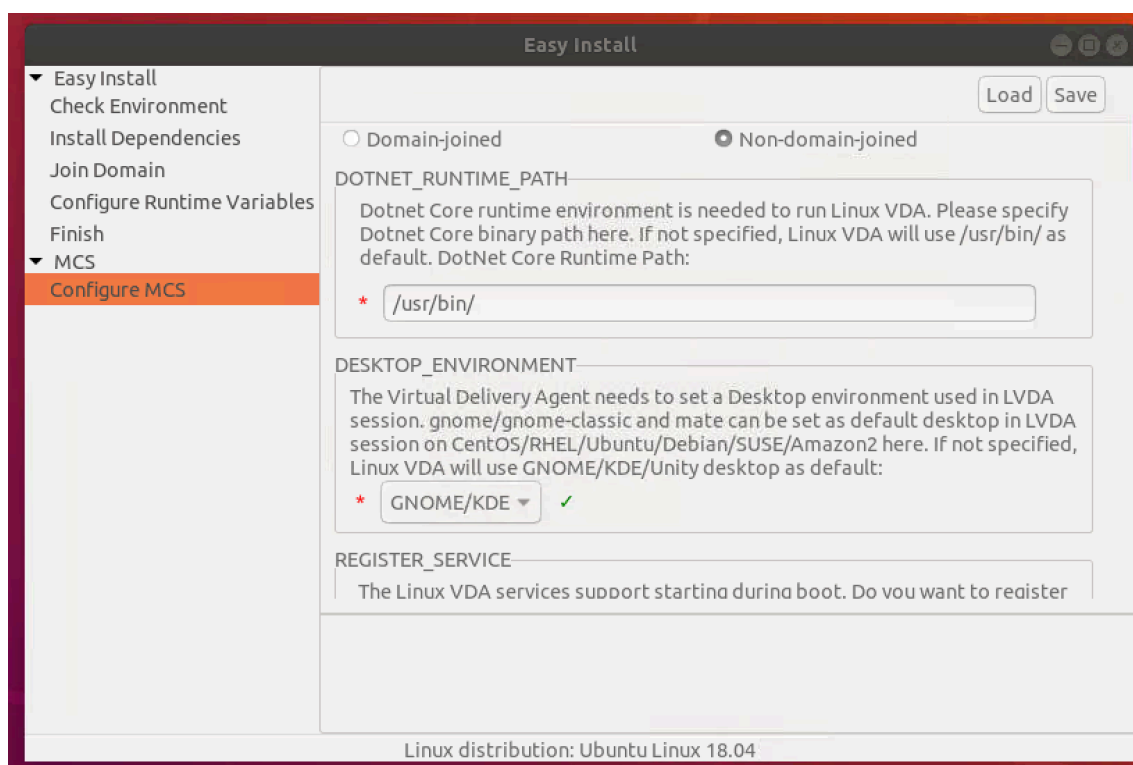 Easy Install
Easy Install
Check Environment
Install Dependencies
Join Domain
Configure Runtime Variables
Finish
MCS
Configure MCS
Load Save
Domain-joined Non-domain-joined
DOTNET_RUNTIME_PATH
Dotnet Core runtime environment is needed to run Linux VDA. Please specify
Dotnet Core binary path here. If not specified, Linux VDA will use /usr/bin/ as
default. DotNet Core Runtime Path:
* /usr/bin/
DESKTOP_ENVIRONMENT
The Virtual Delivery Agent needs to set a Desktop environment used in LVDA
session. gnome/gnome-classic and mate can be set as default desktop in LVDA
session on CentOS/RHEL/Ubuntu/Debian/SUSE/Amazon2 here. If not specified,
Linux VDA will use GNOME/KDE/Unity desktop as default:
* GNOME/KDE ✓
REGISTER_SERVICE
The Linux VDA services support starting during boot. Do you want to register
Linux distribution: Ubuntu Linux 18.04